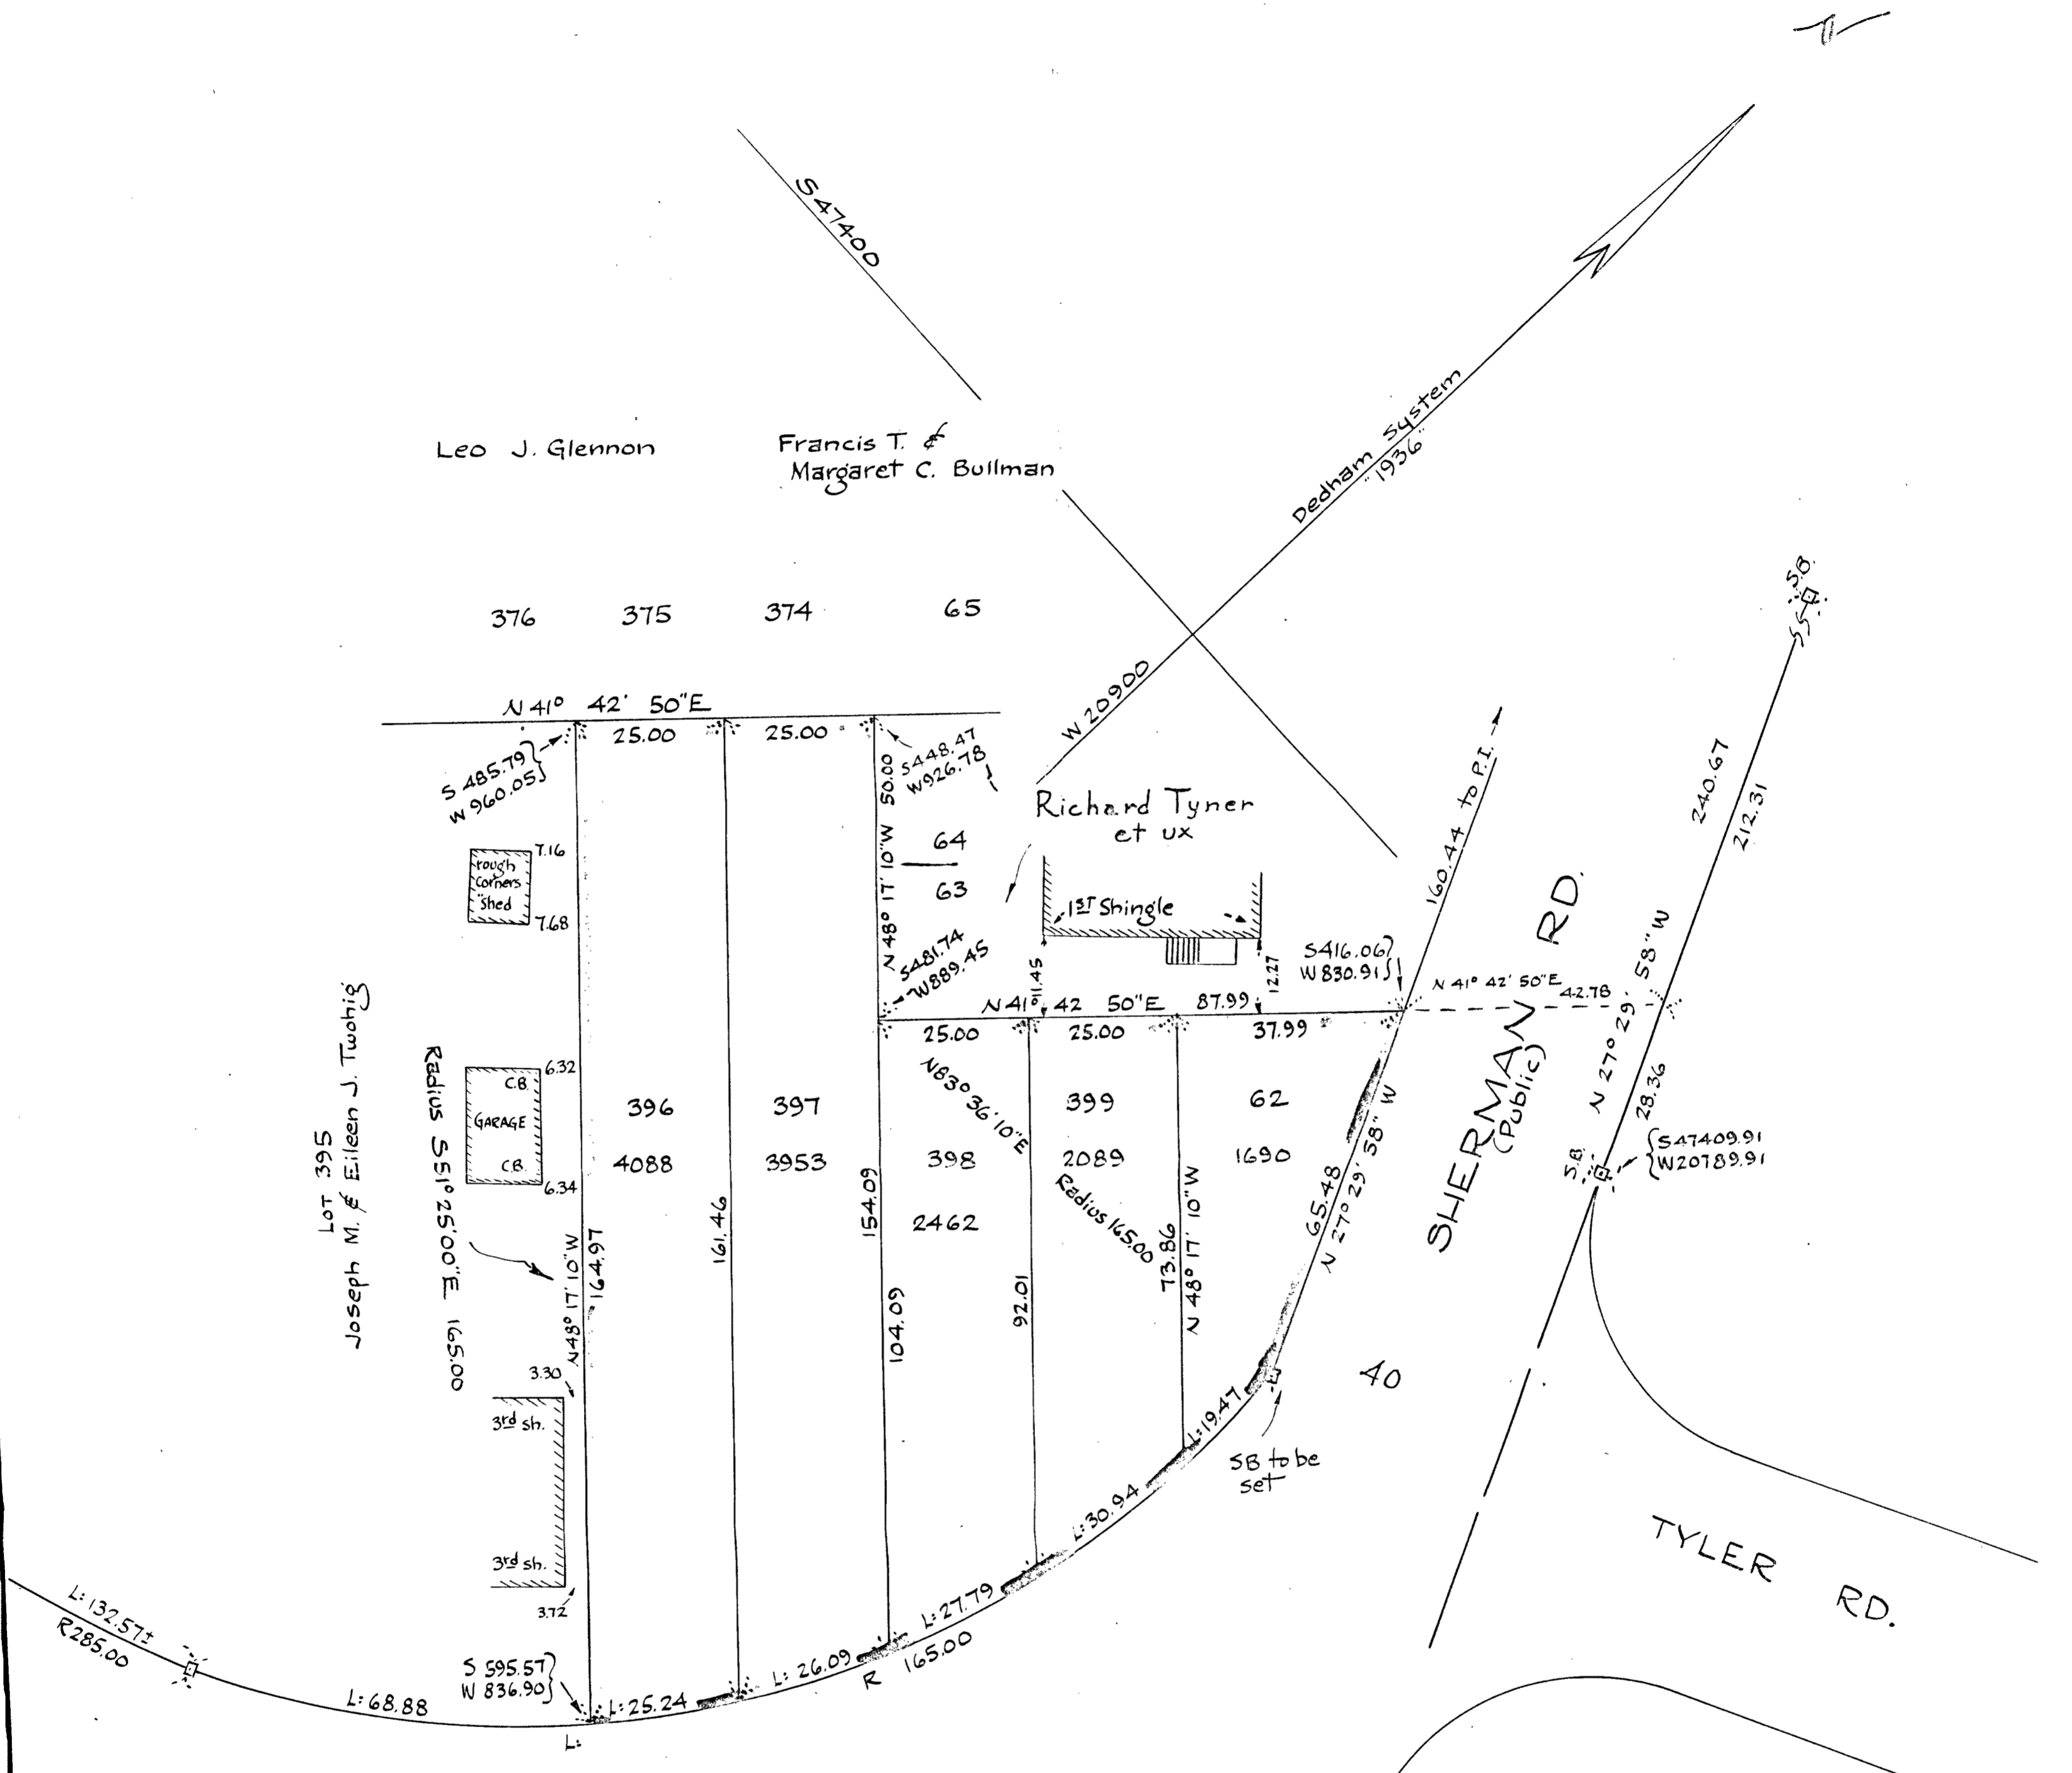 S 47400
Dedham System
"1936"
Leo J. Glennon
Francis T. &
Margaret C. Bullman
376
375
374
65
W 20900
S.B.
N 41° 42' 50"E
25.00
25.00
S 485.79
W 960.05
S448.47
W926.78
N 48° 17' 10"W 50.00
64
63
Richard Tyner
et ux
1ST Shingle
11.45
12.27
S481.74
W889.45
S416.06
W830.91
160.44 to P.I.
240.67
212.31
N 27° 29' 58" W
28.36
N 41° 42' 50"E
42.78
SHERMAN RD.
(Public)
S.B.
S47409.91
W20789.91
7.16
rough
corners
"shed
7.68
N 41° 42 50"E 87.99
25.00
25.00
37.99
6.32
C.B.
GARAGE
C.B.
6.34
LOT 395
Joseph M. & Eileen J. Twohig
Radius S51°25'00"E 165.00
396
4088
397
3953
398
2462
399
2089
62
1690
N83° 36' 10"E
Radius 165.00
N48° 17' 10"W
164.97
161.46
154.09
104.09
92.01
73.86
N 48° 17' 10"W
65.48
N 27° 29' 58" W
3.30
3rd sh.
3rd sh.
3.72
40
SB to be
set
TYLER RD.
L:132.57±
R285.00
L:68.88
S 595.57
W 836.90
L:
L:25.24
L: 26.09
R 165.00
L:27.79
L:30.94
L:19.47